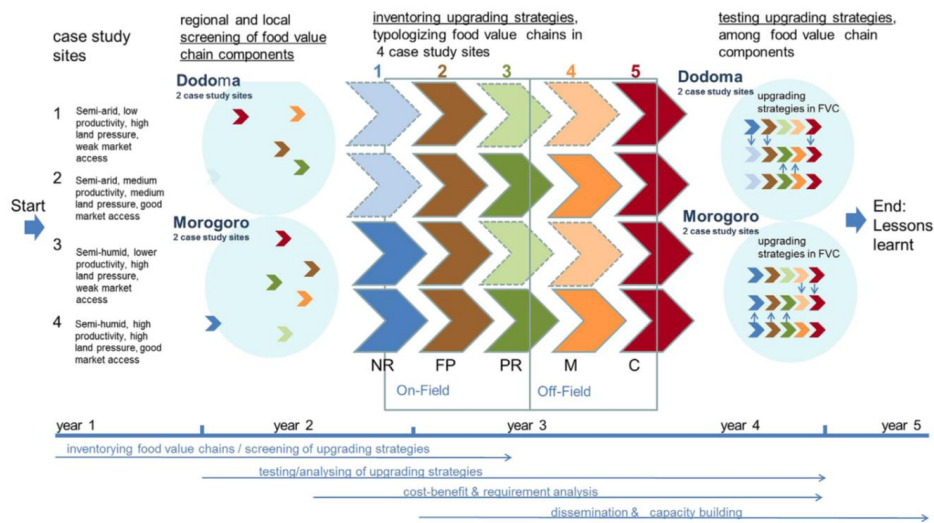 case study
sites
regional and local
screening of food value
chain components
inventoring upgrading strategies,
typologizing food value chains in
4 case study sites
testing upgrading strategies,
among food value chain
components
1 2 3 4 5
Start
1
Semi-arid, low
productivity, high
land pressure,
weak market
access
2
Semi-arid, medium
productivity, medium
land pressure, good
market access
3
Semi-humid, lower
productivity, high
land pressure,
weak market
access
4
Semi-humid, high
productivity, high
land pressure, good
market access
Dodoma
2 case study sites
Morogoro
2 case study sites
NR FP PR M C
On-Field Off-Field
Dodoma
2 case study sites
upgrading
strategies in FVC
Morogoro
2 case study sites
upgrading
strategies in FVC
End:
Lessons
learnt
year 1 year 2 year 3 year 4 year 5
inventorying food value chains / screening of upgrading strategies
testing/analysing of upgrading strategies
cost-benefit & requirement analysis
dissemination & capacity building